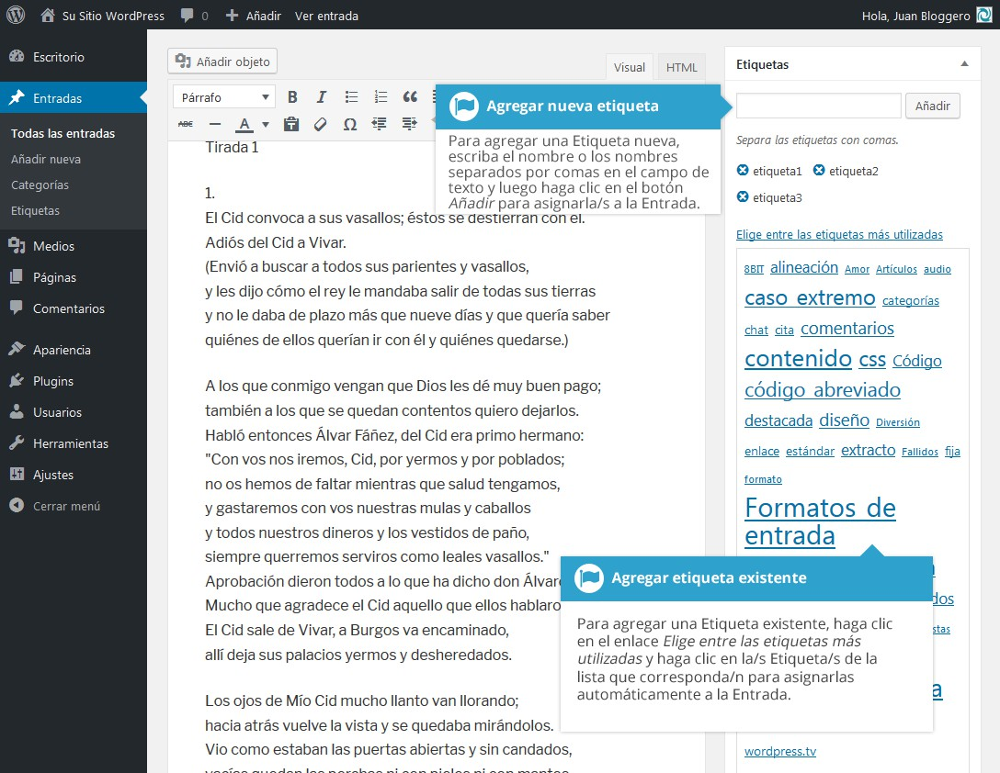 Su Sitio WordPress 0 Añadir Ver entrada Hola, Juan Bloggero
Escritorio
Entradas
Todas las entradas
Añadir nueva
Categorías
Etiquetas
Medios
Páginas
Comentarios
Apariencia
Plugins
Usuarios
Herramientas
Ajustes
Cerrar menú
Añadir objeto
Visual HTML
Párrafo
B I
ABC A Ω
Tirada 1
1.
El Cid convoca a sus vasallos; éstos se destierran con él.
Adiós del Cid a Vivar.
(Envió a buscar a todos sus parientes y vasallos,
y les dijo cómo el rey le mandaba salir de todas sus tierras
y no le daba de plazo más que nueve días y que quería saber
quiénes de ellos querían ir con él y quiénes quedarse.)
A los que conmigo vengan que Dios les dé muy buen pago;
también a los que se quedan contentos quiero dejarlos.
Habló entonces Álvar Fáñez, del Cid era primo hermano:
"Con vos nos iremos, Cid, por yermos y por poblados;
no os hemos de faltar mientras que salud tengamos,
y gastaremos con vos nuestras mulas y caballos
y todos nuestros dineros y los vestidos de paño,
siempre querremos serviros como leales vasallos."
Aprobación dieron todos a lo que ha dicho don Álvar
Mucho que agradece el Cid aquello que ellos hablaro
El Cid sale de Vivar, a Burgos va encaminado,
allí deja sus palacios yermos y desheredados.
Los ojos de Mío Cid mucho llanto van llorando;
hacia atrás vuelve la vista y se quedaba mirándolos.
Vio como estaban las puertas abiertas y sin candados,
Agregar nueva etiqueta
Para agregar una Etiqueta nueva,
escriba el nombre o los nombres
separados por comas en el campo de
texto y luego haga clic en el botón
Añadir para asignarla/s a la Entrada.
Etiquetas
Añadir
Separa las etiquetas con comas.
etiqueta1 etiqueta2
etiqueta3
Elige entre las etiquetas más utilizadas
8BIT alineación Amor Artículos audio
caso extremo categorías
chat cita comentarios
contenido css Código
código abreviado
destacada diseño Diversión
enlace estándar extracto Fallidos fija
formato
Formatos de
entrada
dos
stas
a
wordpress.tv
Agregar etiqueta existente
Para agregar una Etiqueta existente, haga clic
en el enlace Elige entre las etiquetas más
utilizadas y haga clic en la/s Etiqueta/s de la
lista que corresponda/n para asignarlas
automáticamente a la Entrada.